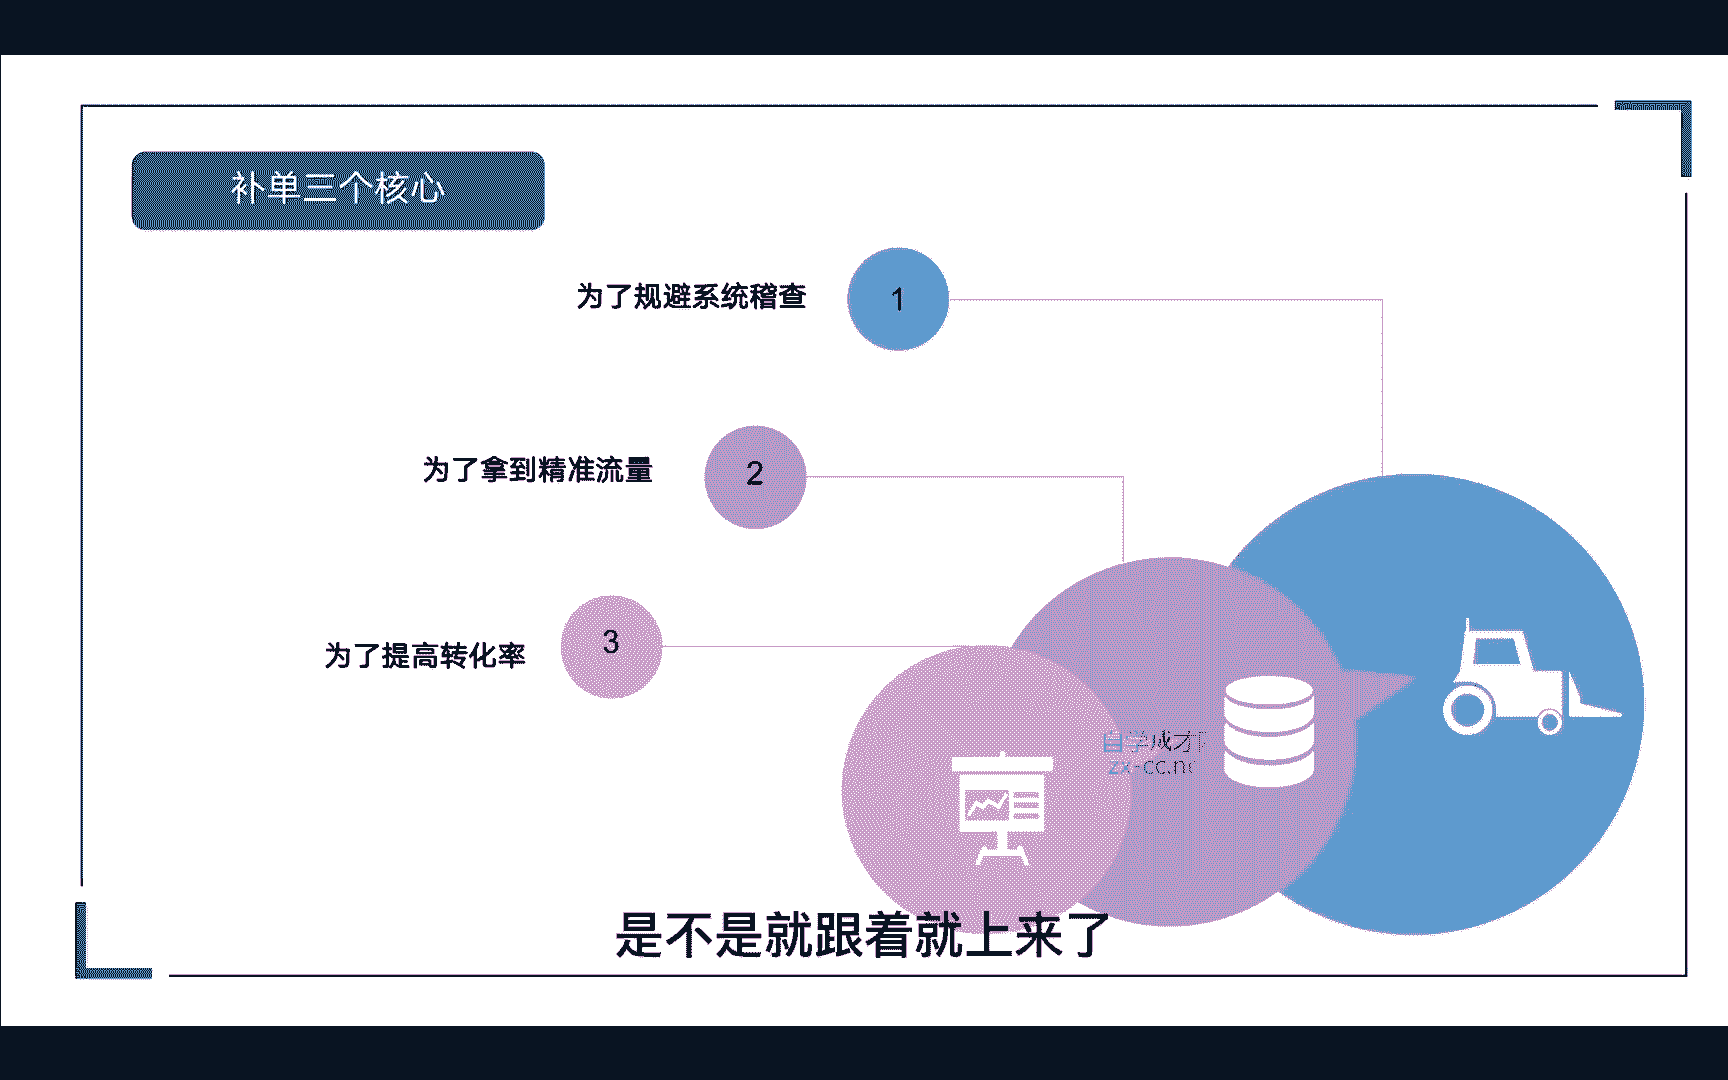 补单三个核心
为了规避系统稽查
1
为了拿到精准流量
2
为了提高转化率
3
自学成才
zx-cc.n
是不是就跟着就上来了